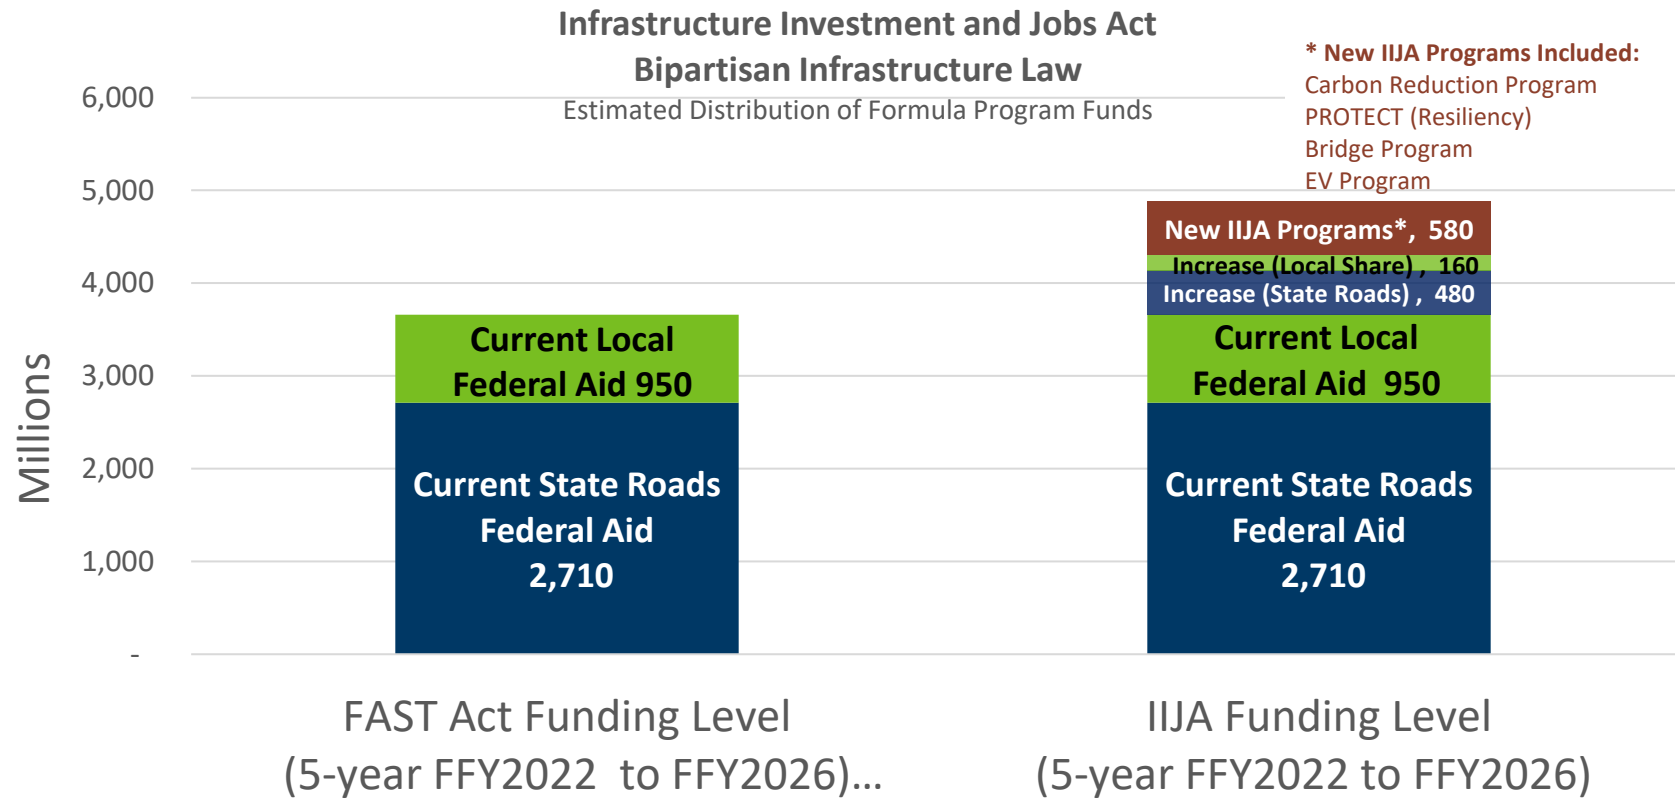 Infrastructure Investment and Jobs Act
Bipartisan Infrastructure Law
Estimated Distribution of Formula Program Funds
* New IIJA Programs Included:
Carbon Reduction Program
PROTECT (Resiliency)
Bridge Program
EV Program
Millions
6,000
5,000
4,000
3,000
2,000
1,000
-
Current Local
Federal Aid 950
Current State Roads
Federal Aid
2,710
New IIJA Programs*, 580
Increase (Local Share) , 160
Increase (State Roads) , 480
Current Local
Federal Aid 950
Current State Roads
Federal Aid
2,710
FAST Act Funding Level
(5-year FFY2022 to FFY2026)...
IIJA Funding Level
(5-year FFY2022 to FFY2026)